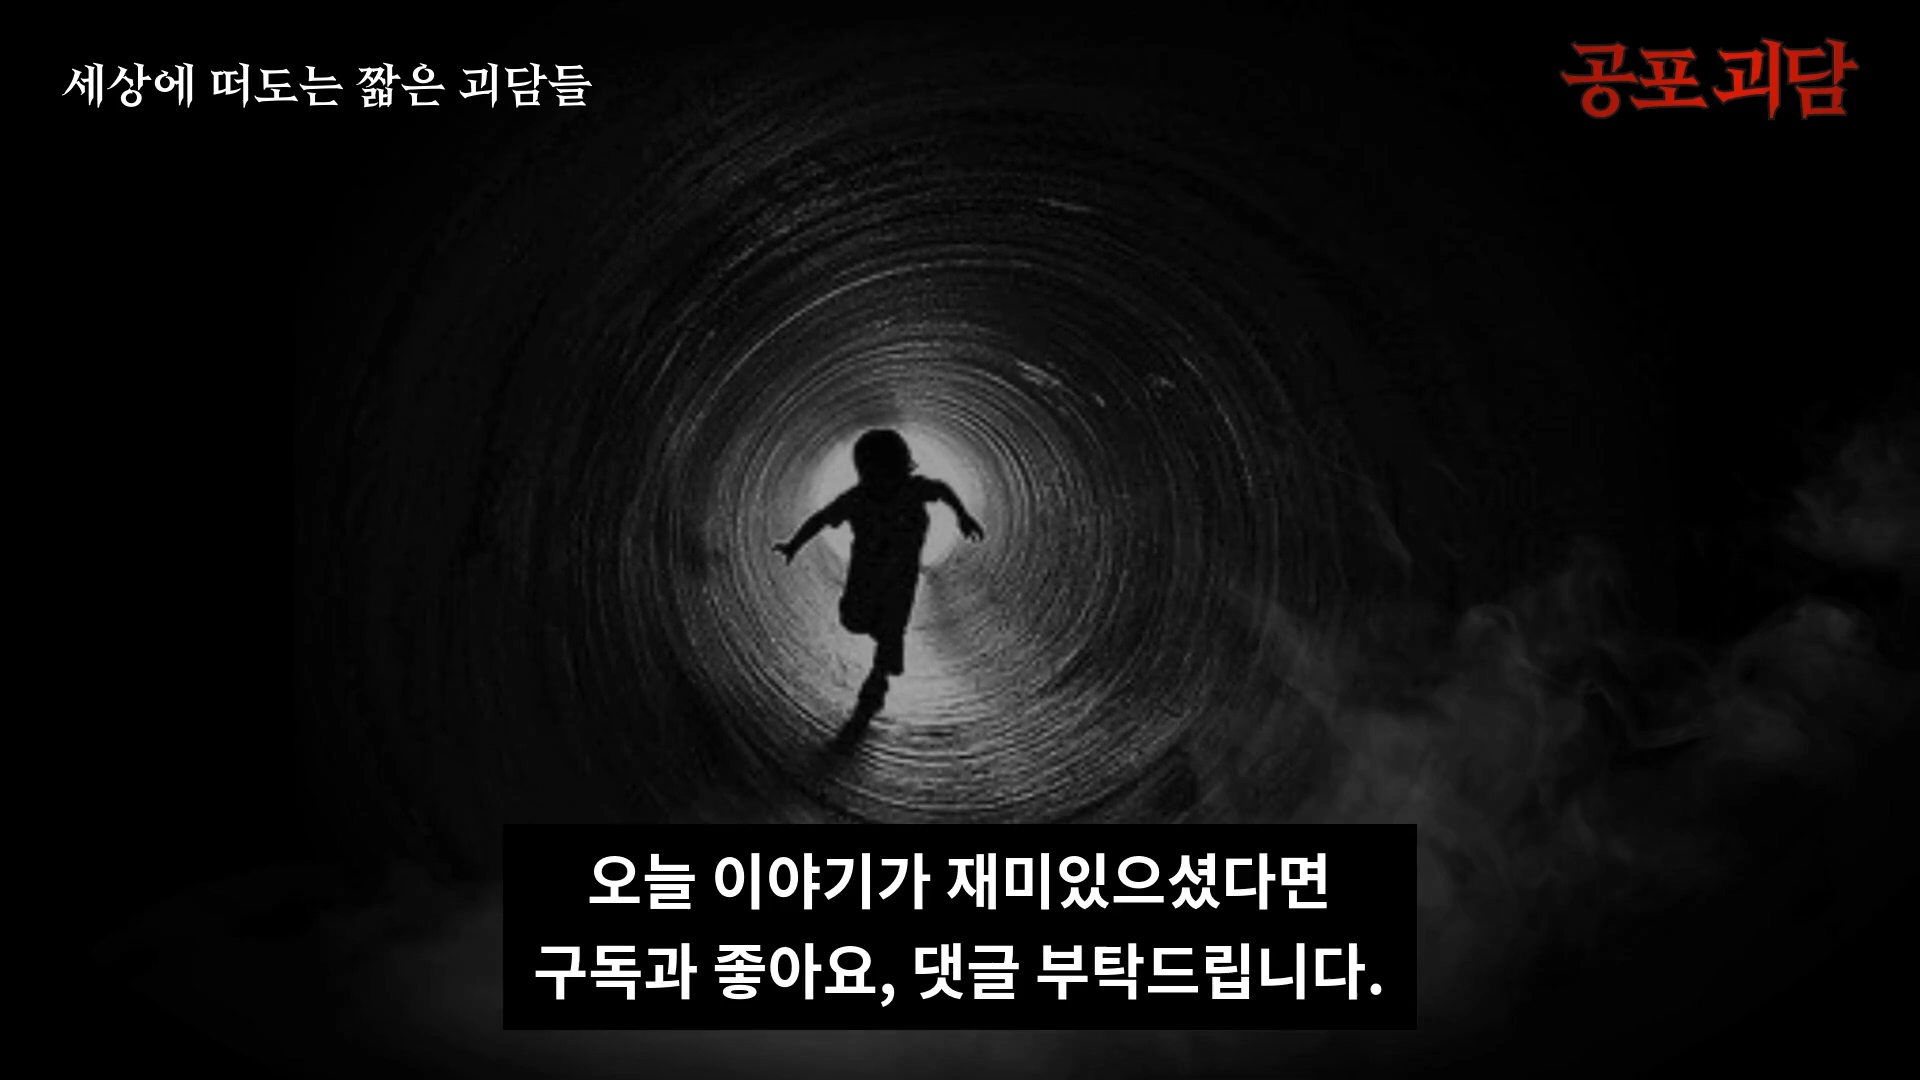 세상에 떠도는 짧은 괴담들
공포 괴담
오늘 이야기가 재미있으셨다면
구독과 좋아요, 댓글 부탁드립니다.